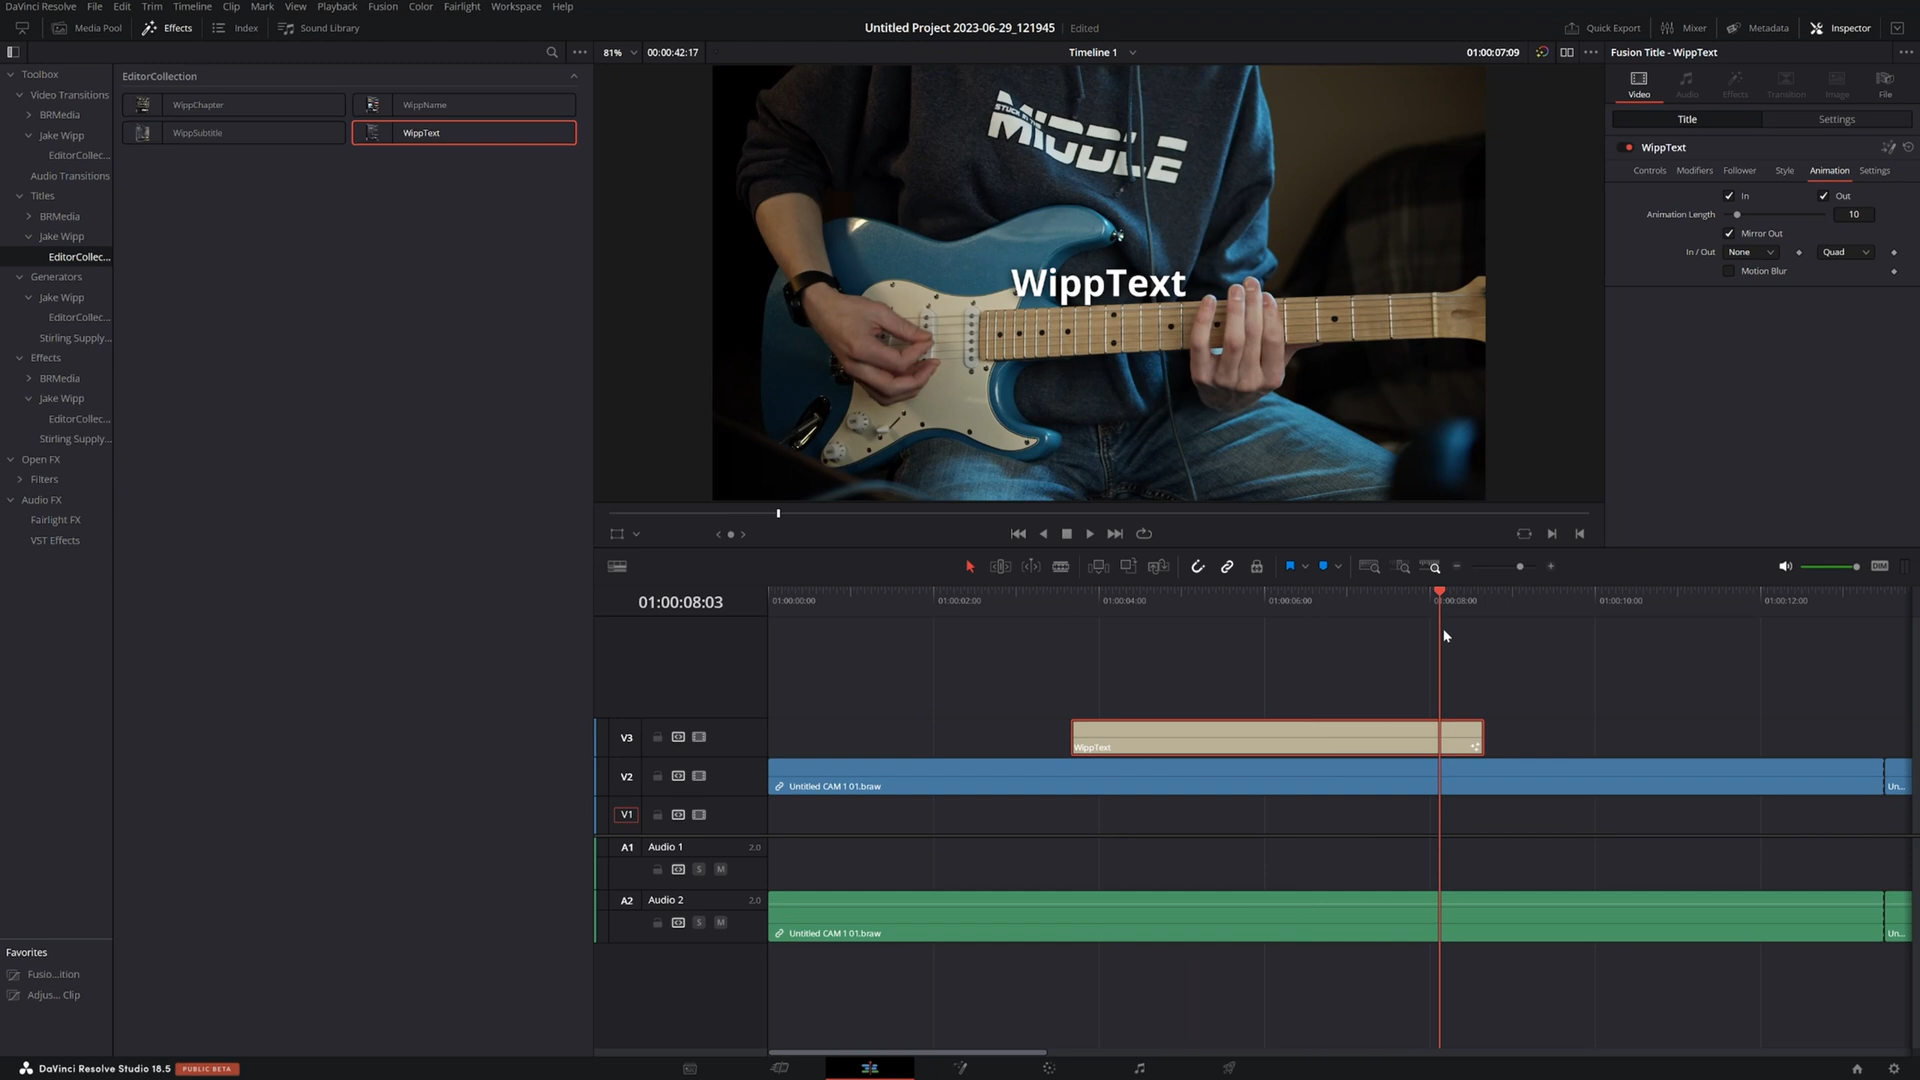 DaVinci Resolve File Edit Trim Timeline Clip Mark View Playback Fusion Color Fairlight Workspace Help
Media Pool Effects Index Sound Library Untitled Project 2023-06-29_121945 Edited Quick Export Mixer Metadata Inspector
81% 00:00:42:17 Timeline 1 01:00:07:09 Fusion Title - WippText
Toolbox
Video Transitions
BRMedia
Jake Wipp
EditorCollec...
Audio Transitions
Titles
BRMedia
Jake Wipp
EditorCollec...
Generators
Jake Wipp
EditorCollec...
Stirling Supply...
Effects
BRMedia
Jake Wipp
EditorCollec...
Stirling Supply...
Open FX
Filters
Audio FX
Fairlight FX
VST Effects
Favorites
Fusio...ition
Adjus... Clip
EditorCollection
WippChapter WippName
WippSubtitle WippText
STUCK IN THE
MIDDLE
WippText
Video Audio Effects Transition Image File
Title Settings
WippText
Controls Modifiers Follower Style Animation Settings
In Out
Animation Length 10
Mirror Out
In / Out None Quad
Motion Blur
DIM
01:00:08:03
01:00:00:00 01:00:02:00 01:00:04:00 01:00:06:00 01:00:08:00 01:00:10:00 01:00:12:00
V3 WippText
V2 Untitled CAM 1 01.braw Un...
V1
A1 Audio 1 2.0
S M
A2 Audio 2 2.0
S M
Untitled CAM 1 01.braw Un...
DaVinci Resolve Studio 18.5 PUBLIC BETA